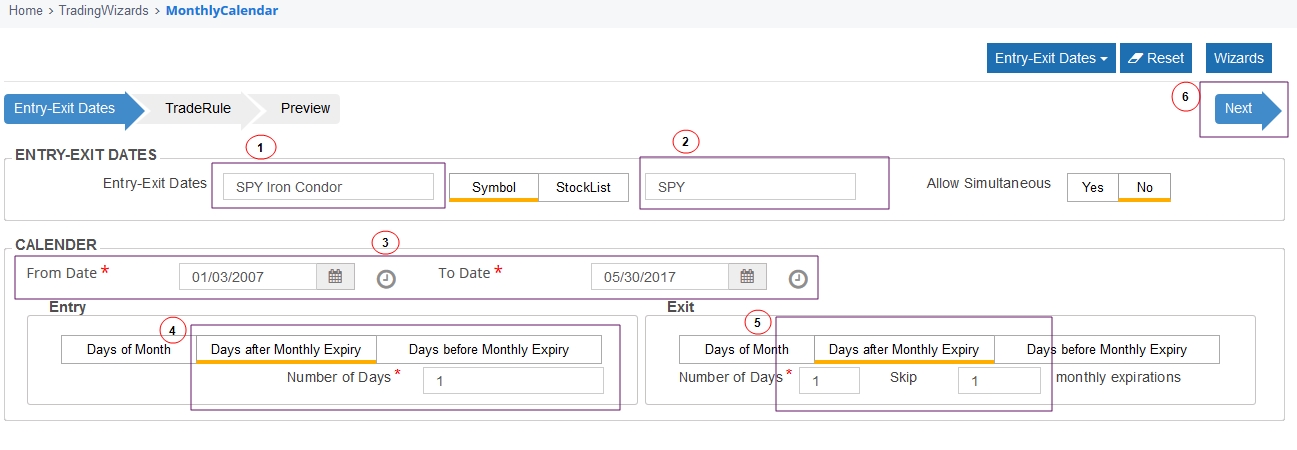 Home > TradingWizards > MonthlyCalendar
Entry-Exit Dates Reset Wizards
Entry-Exit Dates TradeRule Preview 6 Next
1 2
ENTRY-EXIT DATES
Entry-Exit Dates SPY Iron Condor Symbol StockList SPY Allow Simultaneous Yes No
3
CALENDER
From Date * 01/03/2007 To Date * 05/30/2017
Entry Exit
4 5
Days of Month Days after Monthly Expiry Days before Monthly Expiry Days of Month Days after Monthly Expiry Days before Monthly Expiry
Number of Days * 1 Number of Days * 1 Skip 1 monthly expirations